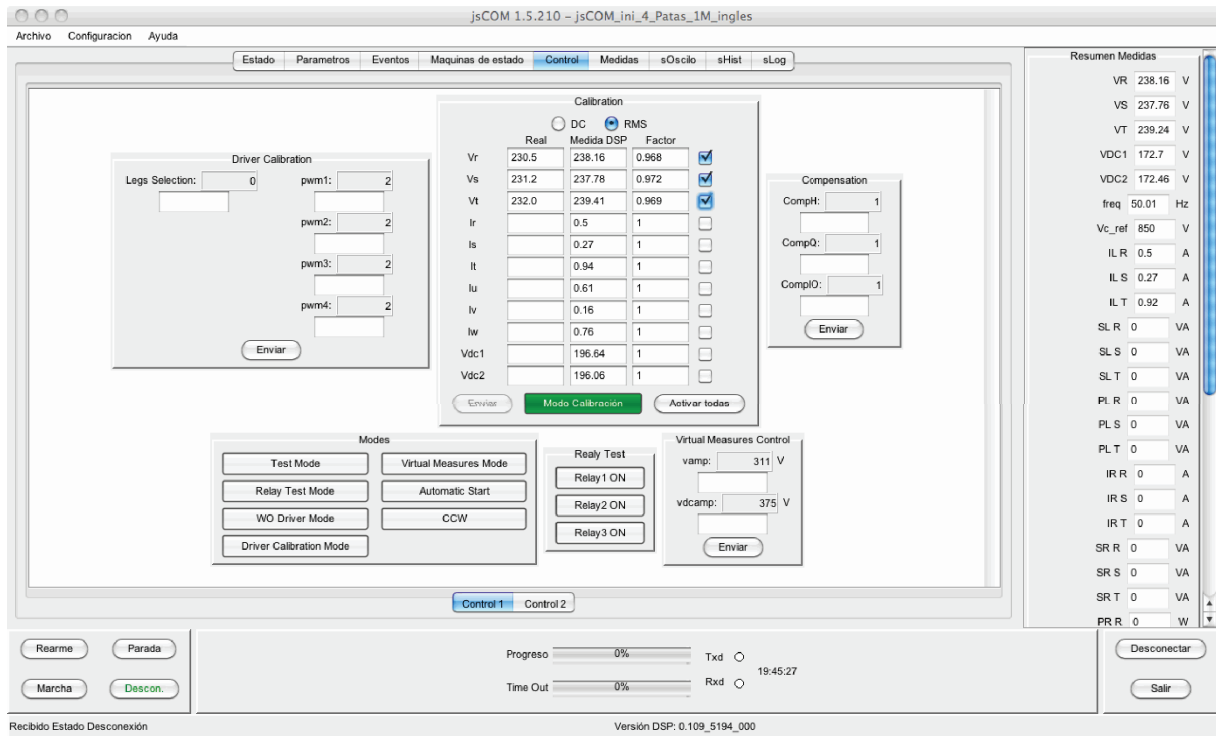 jsCOM 1.5.210 – jsCOM_ini_4_Patas_1M_ingles
Archivo Configuracion Ayuda
Estado Parametros Eventos Maquinas de estado Control Medidas sOscilo sHist sLog
Driver Calibration
Legs Selection: 0 pwm1: 2
pwm2: 2
pwm3: 2
pwm4: 2
Enviar
Calibration
DC RMS
Real Medida DSP Factor
Vr 230.5 238.16 0.968
Vs 231.2 237.78 0.972
Vt 232.0 239.41 0.969
Ir 0.5 1
Is 0.27 1
It 0.94 1
Iu 0.61 1
Iv 0.16 1
Iw 0.76 1
Vdc1 196.64 1
Vdc2 196.06 1
Enviar Modo Calibración Activar todas
Compensation
CompH: 1
CompQ: 1
CompIO: 1
Enviar
Modes
Test Mode Virtual Measures Mode
Relay Test Mode Automatic Start
WO Driver Mode CCW
Driver Calibration Mode
Realy Test
Relay1 ON
Relay2 ON
Relay3 ON
Virtual Measures Control
vamp: 311 V
vdcamp: 375 V
Enviar
Control 1 Control 2
Resumen Medidas
VR 238.16 V
VS 237.76 V
VT 239.24 V
VDC1 172.7 V
VDC2 172.46 V
freq 50.01 Hz
Vc_ref 850 V
IL R 0.5 A
IL S 0.27 A
IL T 0.92 A
SL R 0 VA
SL S 0 VA
SL T 0 VA
PL R 0 VA
PL S 0 VA
PL T 0 VA
IR R 0 A
IR S 0 A
IR T 0 A
SR R 0 VA
SR S 0 VA
SR T 0 VA
PR R 0 W
Rearme Parada
Marcha Descon.
Progreso 0% Txd
Time Out 0% Rxd
19:45:27
Desconectar
Salir
Recibido Estado Desconexión Versión DSP: 0.109_5194_000